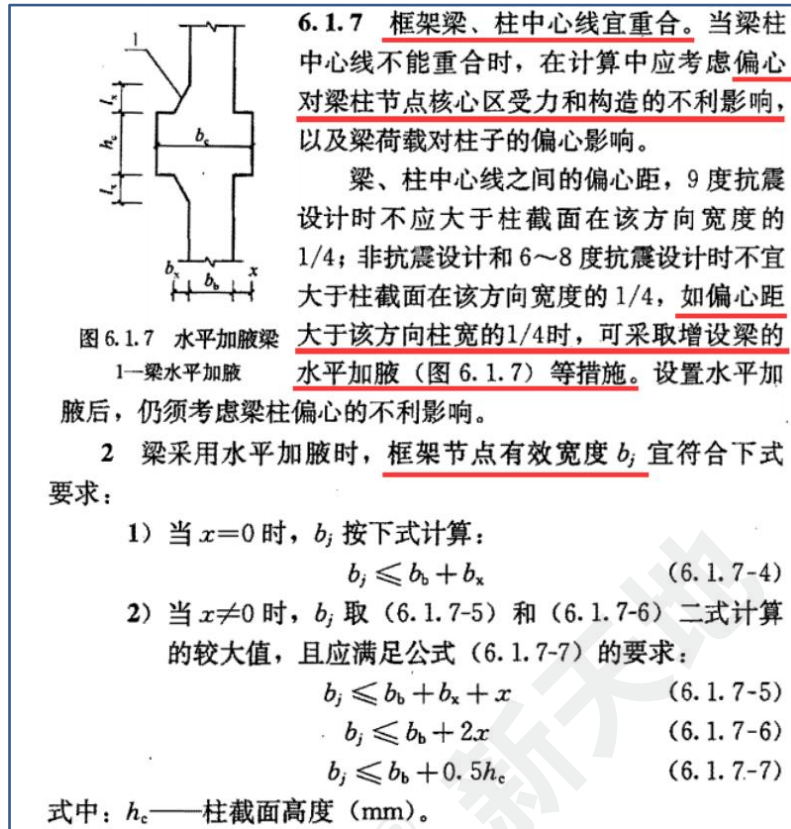 1
lx
hc
lx
bc
bx
bb
x
图 6.1.7 水平加腋梁
1—梁水平加腋
6.1.7 框架梁、柱中心线宜重合。当梁柱
中心线不能重合时，在计算中应考虑偏心
对梁柱节点核心区受力和构造的不利影响，
以及梁荷载对柱子的偏心影响。
梁、柱中心线之间的偏心距，9 度抗震
设计时不应大于柱截面在该方向宽度的
1/4；非抗震设计和 6～8 度抗震设计时不宜
大于柱截面在该方向宽度的 1/4，如偏心距
大于该方向柱宽的1/4时，可采取增设梁的
水平加腋（图 6.1.7）等措施。设置水平加
腋后，仍须考虑梁柱偏心的不利影响。
2 梁采用水平加腋时，框架节点有效宽度 bj 宜符合下式
要求：
1）当 x=0 时，bj 按下式计算：
bj ≤ bb + bx (6.1.7-4)
2）当 x≠0 时，bj 取（6.1.7-5）和（6.1.7-6）二式计算
的较大值，且应满足公式（6.1.7-7）的要求：
bj ≤ bb + bx + x (6.1.7-5)
bj ≤ bb + 2x (6.1.7-6)
bj ≤ bb + 0.5hc (6.1.7-7)
式中：hc——柱截面高度（mm）。
新天地